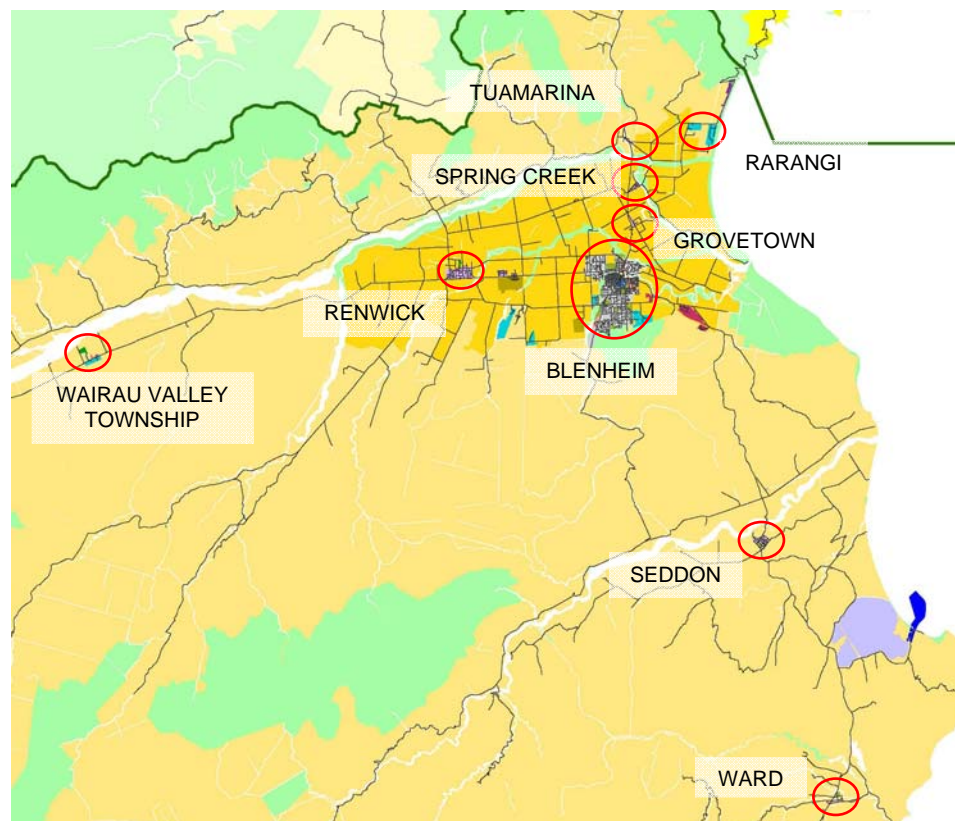 TUAMARINA
RARANGI
SPRING CREEK
GROVETOWN
RENWICK
BLENHEIM
WAIRAU VALLEY
TOWNSHIP
SEDDON
WARD